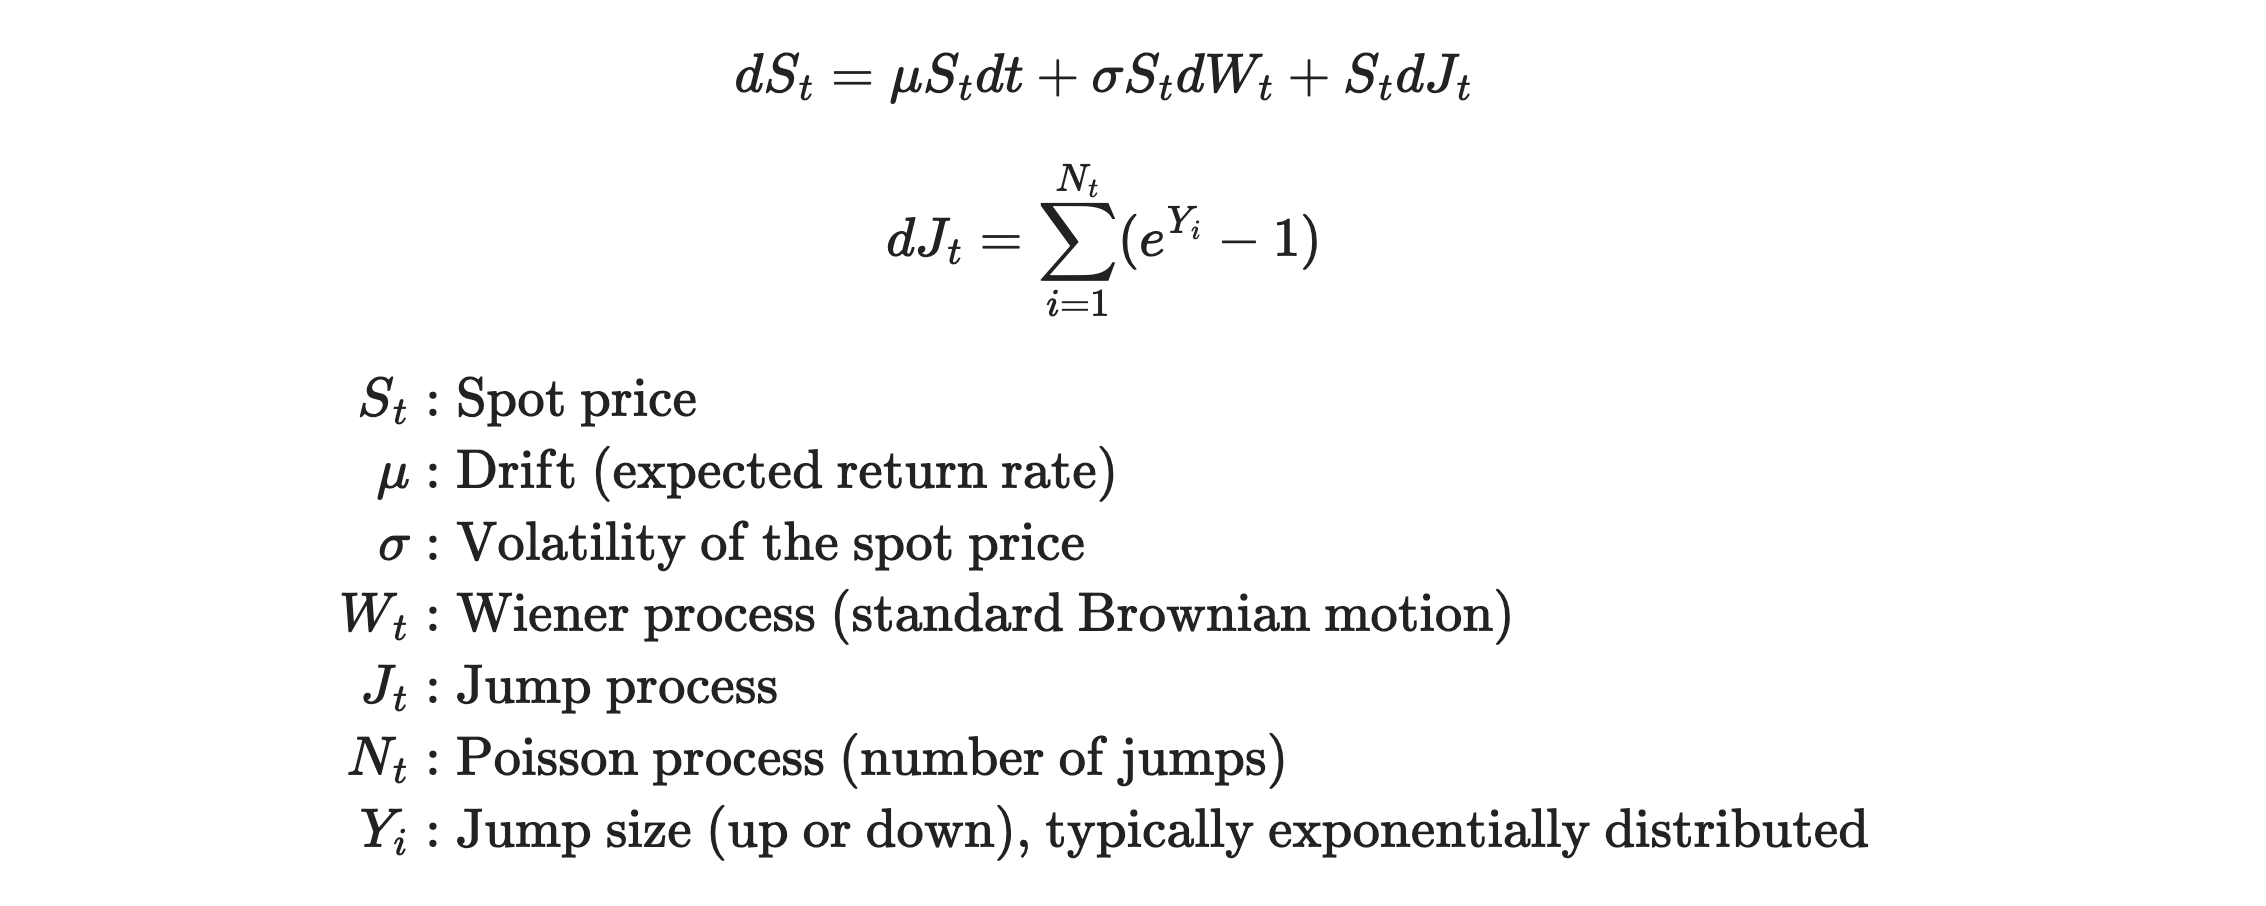 dS_t = μS_t dt + σS_t dW_t + S_t dJ_t
dJ_t = \sum_{i=1}^{N_t} (e^{Y_i} − 1)
S_t : Spot price
μ : Drift (expected return rate)
σ : Volatility of the spot price
W_t : Wiener process (standard Brownian motion)
J_t : Jump process
N_t : Poisson process (number of jumps)
Y_i : Jump size (up or down), typically exponentially distributed